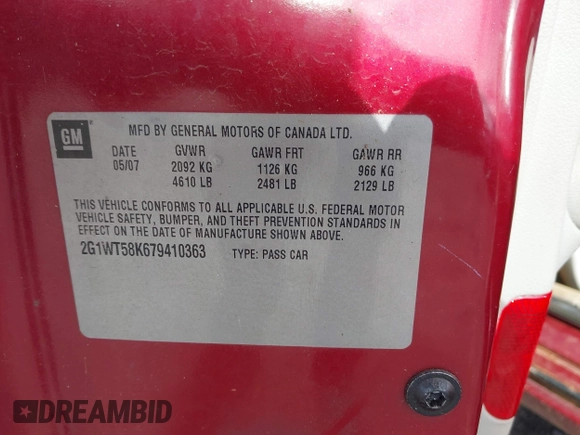 GM
MFD BY GENERAL MOTORS OF CANADA LTD.
DATE GVWR GAWR FRT GAWR RR
05/07 2092 KG 1126 KG 966 KG
4610 LB 2481 LB 2129 LB
THIS VEHICLE CONFORMS TO ALL APPLICABLE U.S. FEDERAL MOTOR
VEHICLE SAFETY, BUMPER, AND THEFT PREVENTION STANDARDS IN
EFFECT ON THE DATE OF MANUFACTURE SHOWN ABOVE.
2G1WT58K679410363 TYPE: PASS CAR
DREAMBID